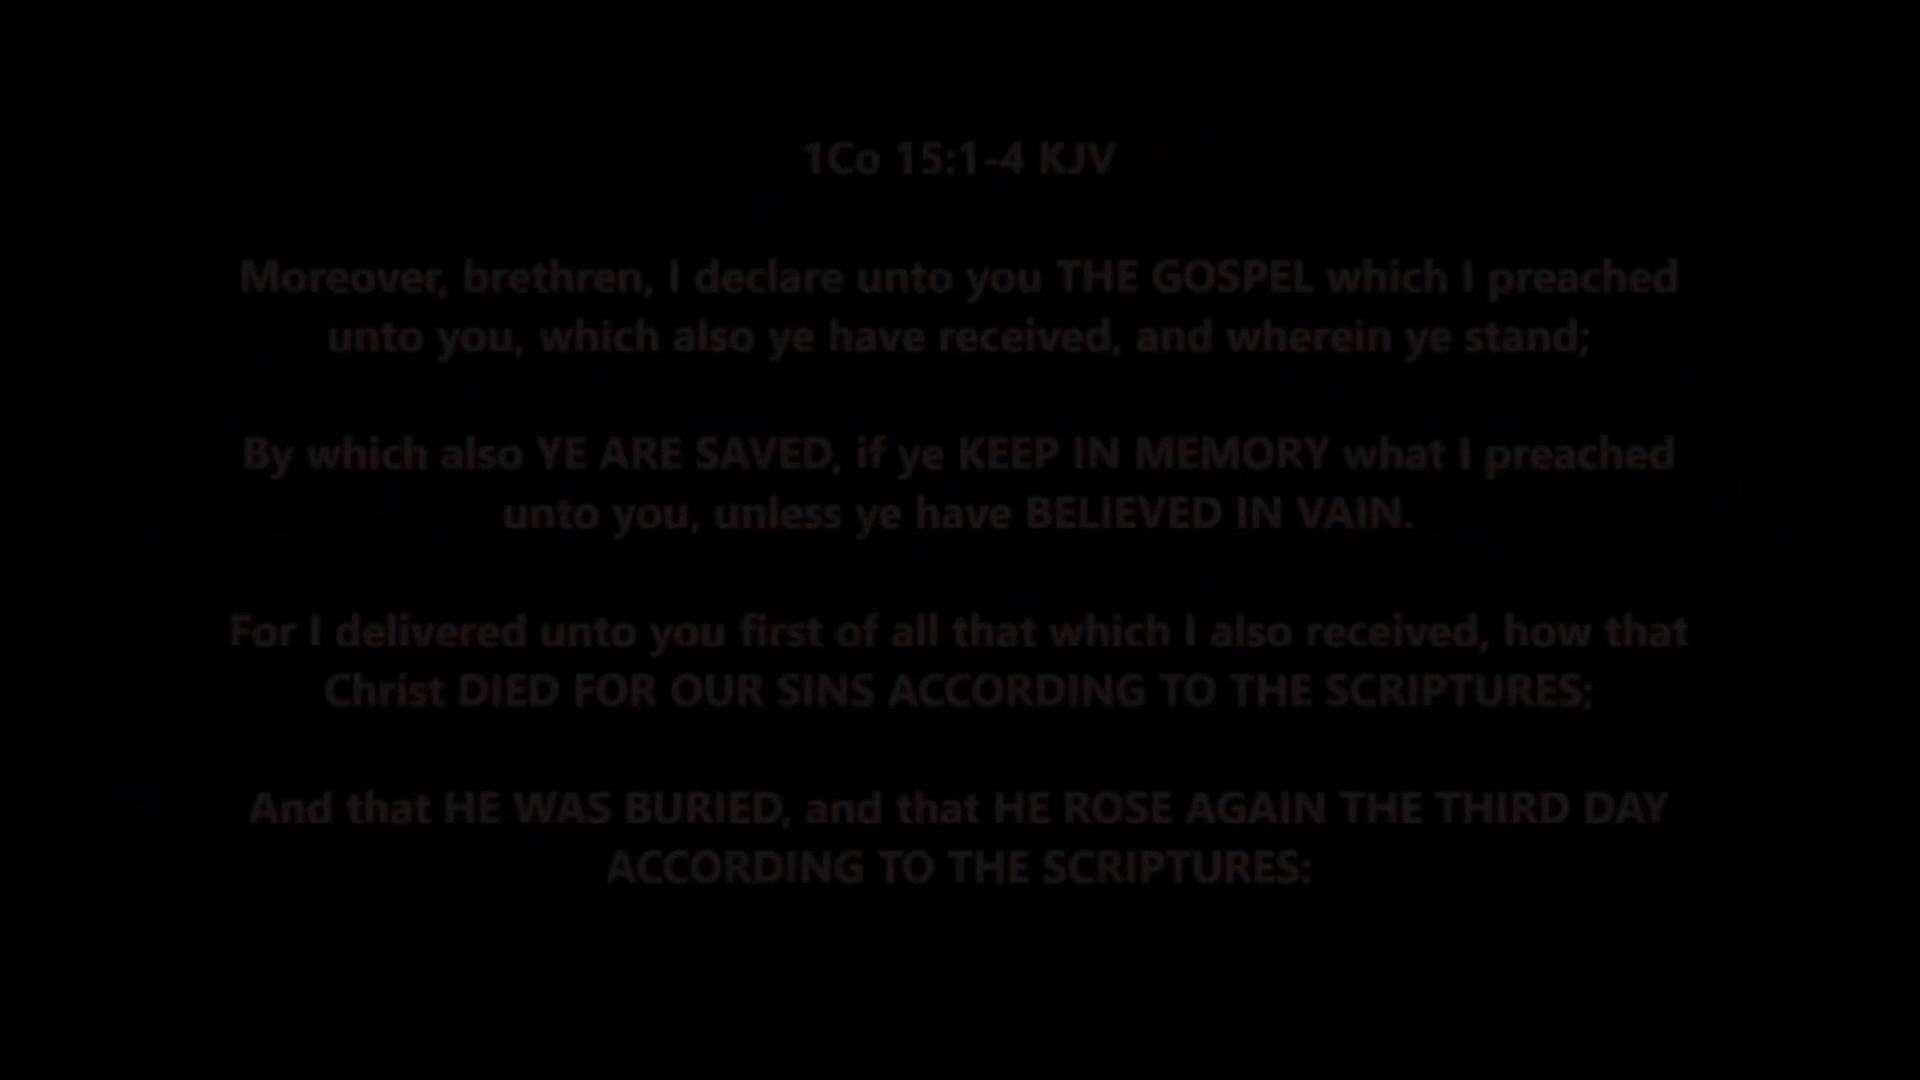 1Co 15:1-4 KJV
Moreover, brethren, I declare unto you THE GOSPEL which I preached
unto you, which also ye have received, and wherein ye stand;
By which also YE ARE SAVED, if ye KEEP IN MEMORY what I preached
unto you, unless ye have BELIEVED IN VAIN.
For I delivered unto you first of all that which I also received, how that
Christ DIED FOR OUR SINS ACCORDING TO THE SCRIPTURES;
And that HE WAS BURIED, and that HE ROSE AGAIN THE THIRD DAY
ACCORDING TO THE SCRIPTURES: